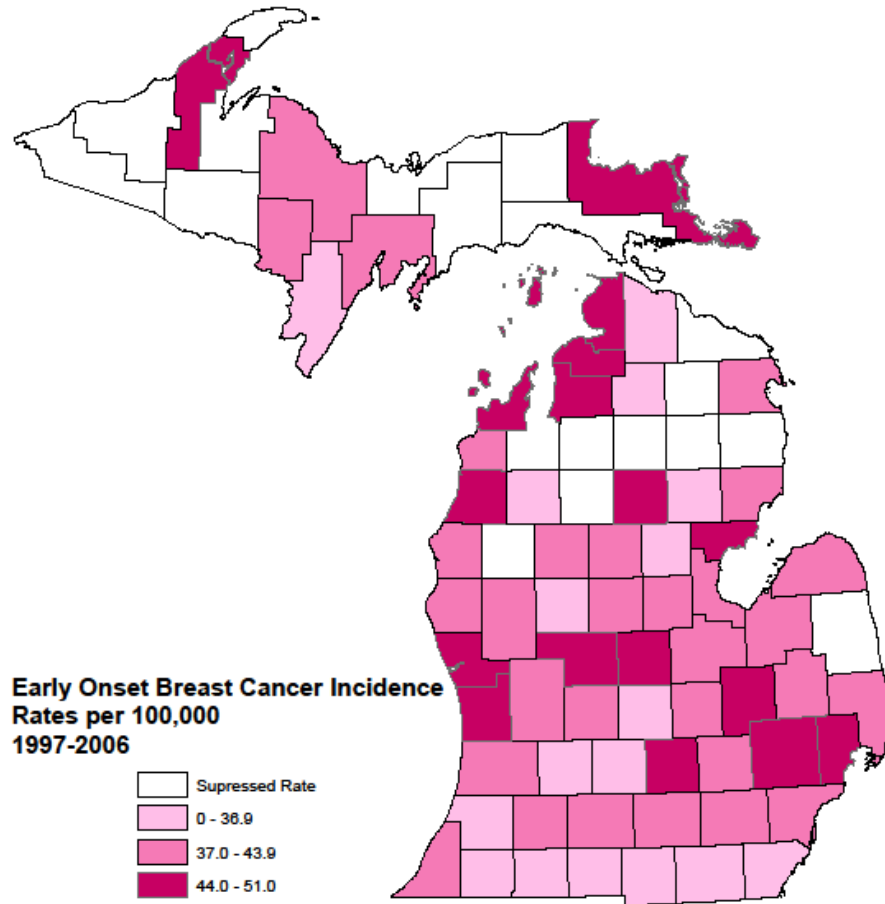 Early Onset Breast Cancer Incidence
Rates per 100,000
1997-2006
Supressed Rate
0 - 36.9
37.0 - 43.9
44.0 - 51.0